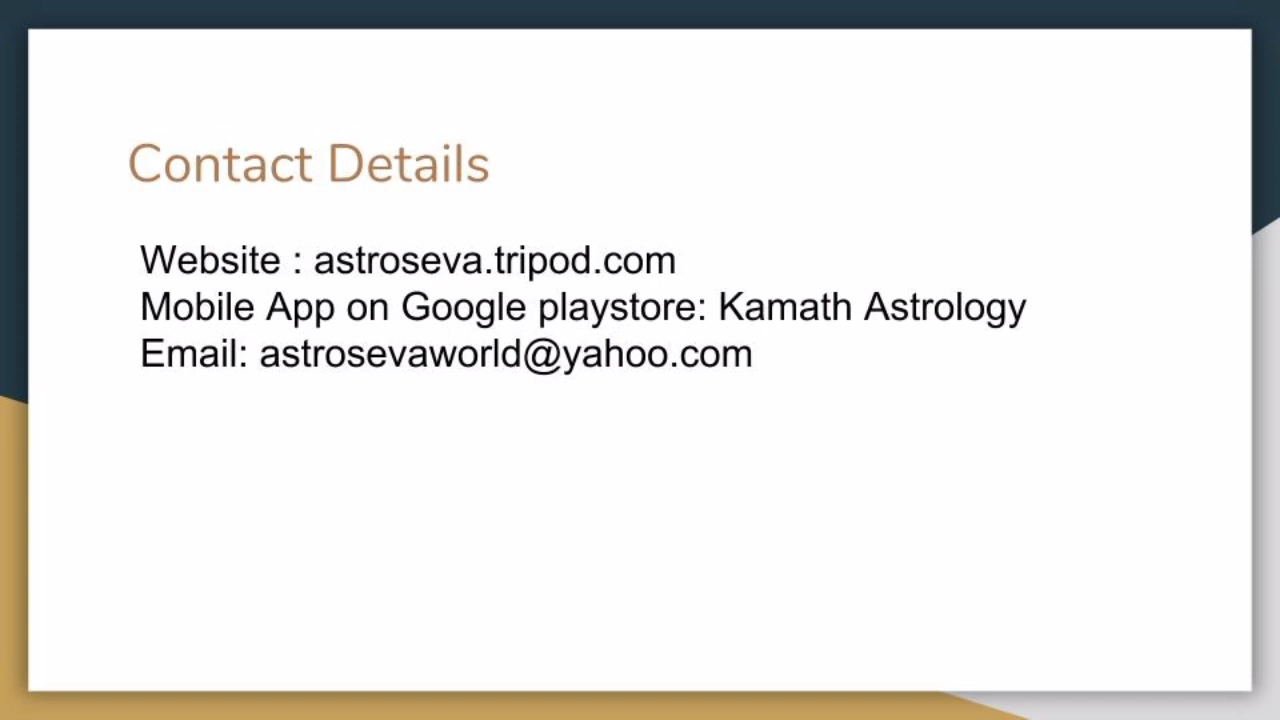 Contact Details
Website : astroseva.tripod.com
Mobile App on Google playstore: Kamath Astrology
Email: astrosevaworld@yahoo.com